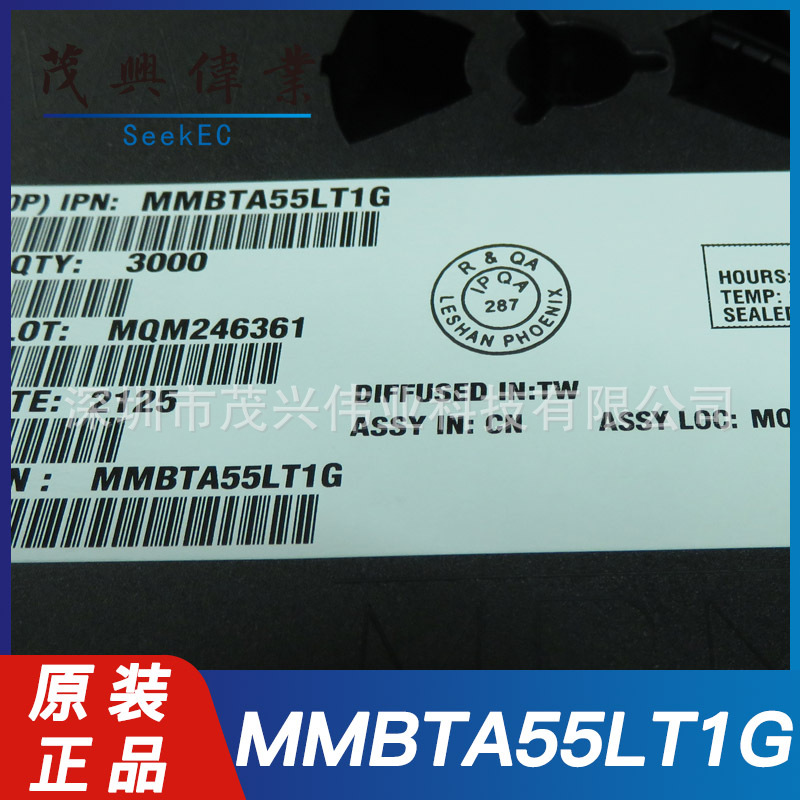 茂興偉業
SeekEC
OP) IPN: MMBTA55LT1G
QTY: 3000
LOT: MQM246361
TE: 2125
N : MMBTA55LT1G
R & QA
IPQA
287
LESHAN PHOENIX
DIFFUSED IN:TW
ASSY IN: CN
ASSY LOC: MO
HOURS:
TEMP:
SEALED
深圳市茂兴伟业科技有限公司
原装
正品
MMBTA55LT1G